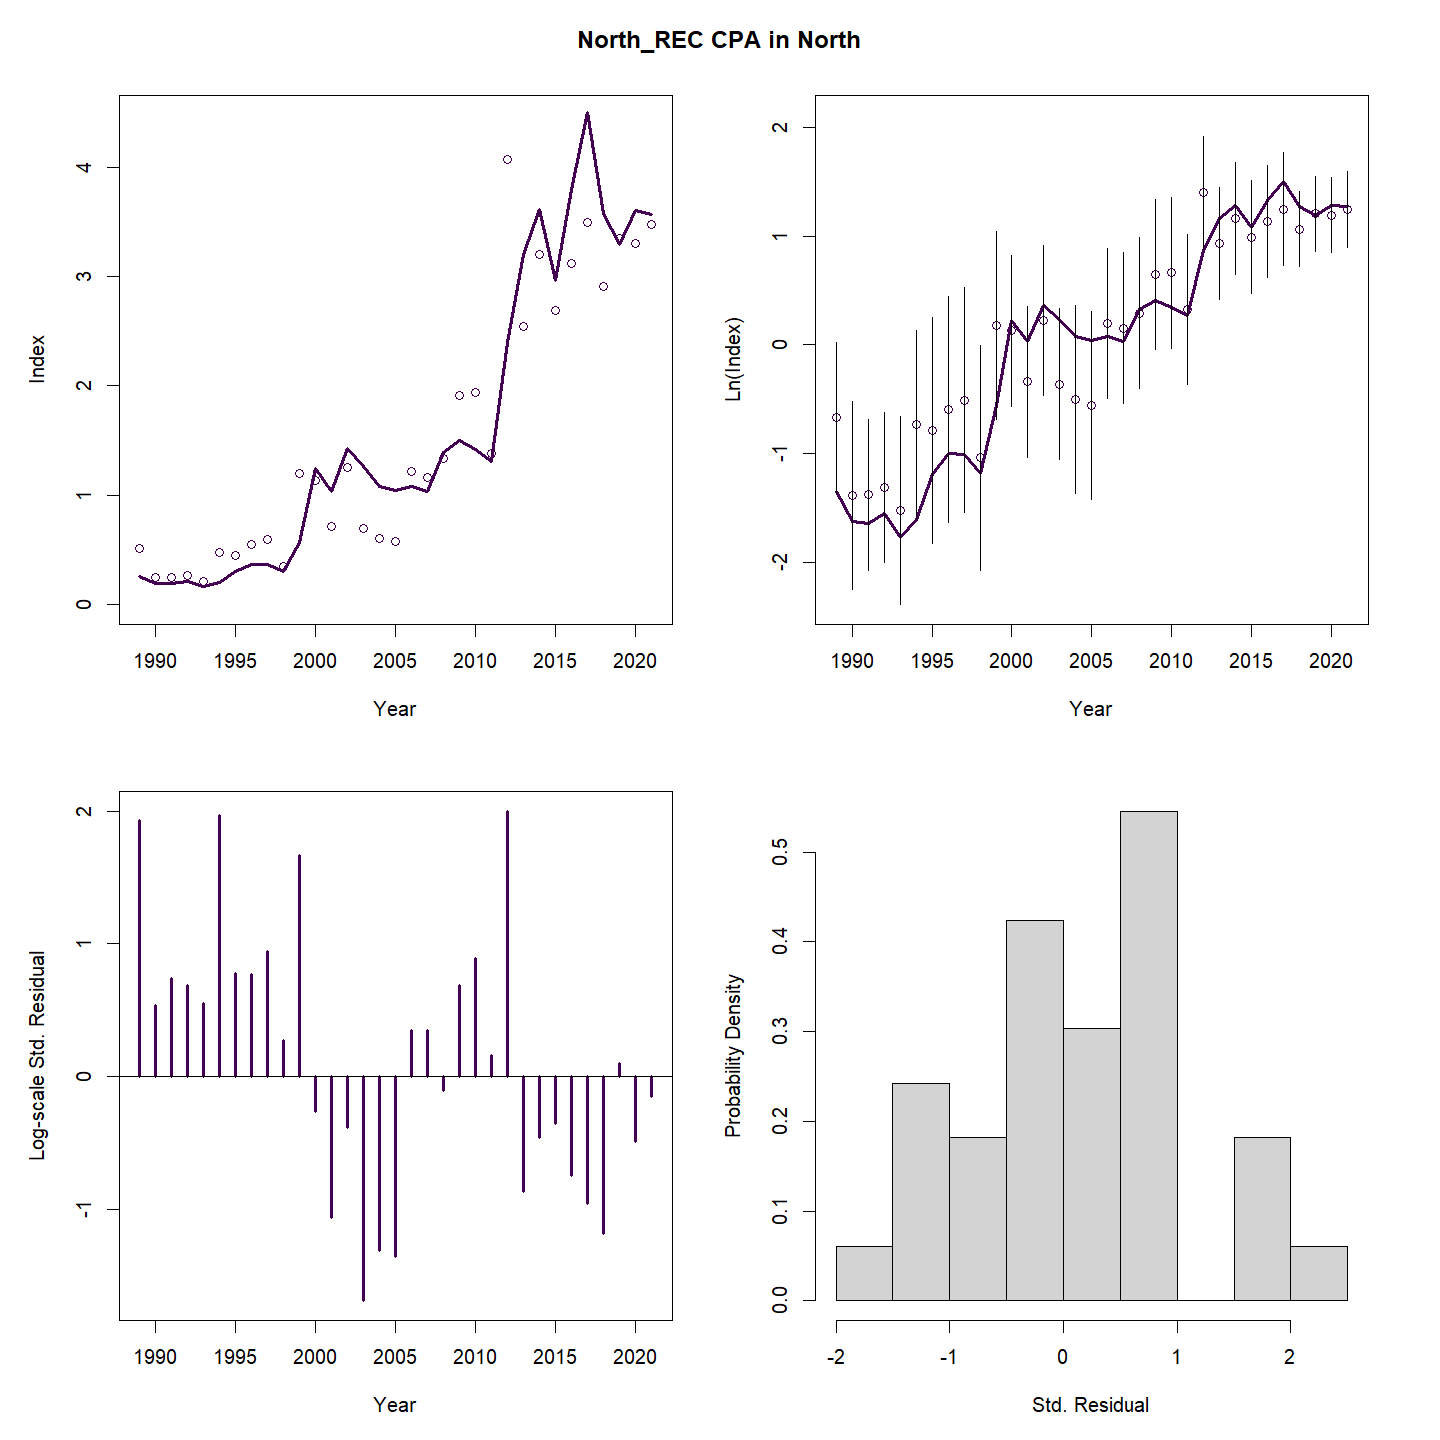 North_REC CPA in North
Index
0 1 2 3 4
1990 1995 2000 2005 2010 2015 2020
Year
Ln(Index)
-2 -1 0 1 2
1990 1995 2000 2005 2010 2015 2020
Year
Log-scale Std. Residual
-1 0 1 2
1990 1995 2000 2005 2010 2015 2020
Year
Probability Density
0.0 0.1 0.2 0.3 0.4 0.5
-2 -1 0 1 2
Std. Residual